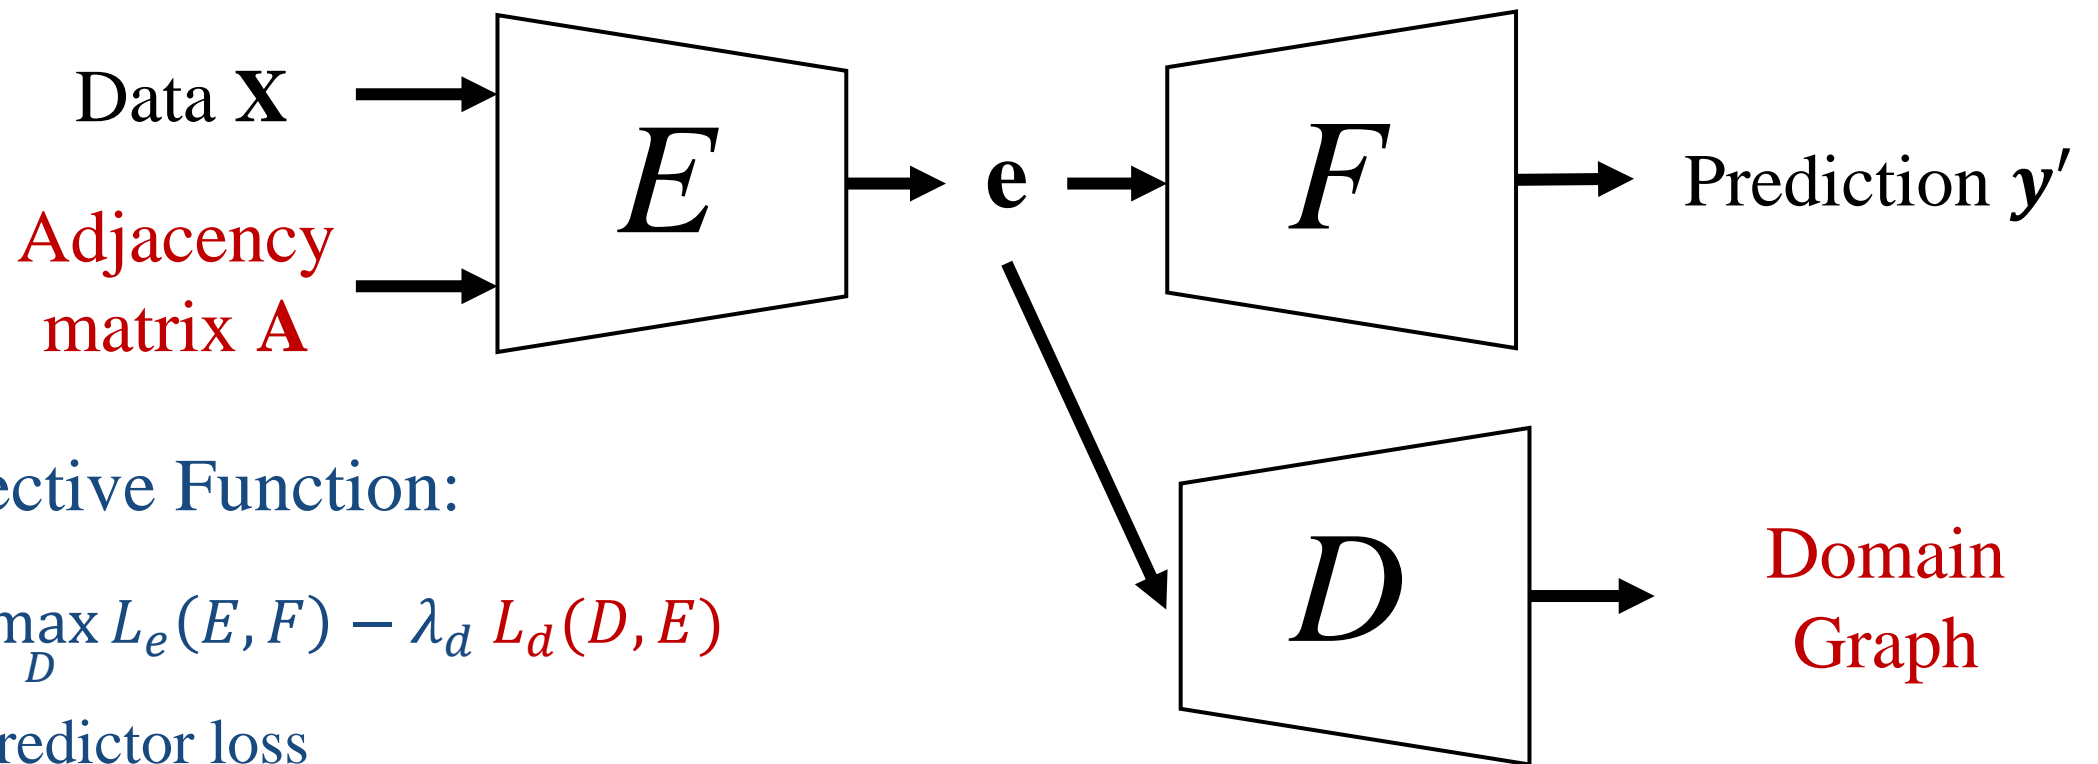 Data X
Adjacency
matrix A
E
e
F
Prediction y′
ective Function:
max L_e(E, F) − λ_d L_d(D, E)
D
redictor loss
D
Domain
Graph